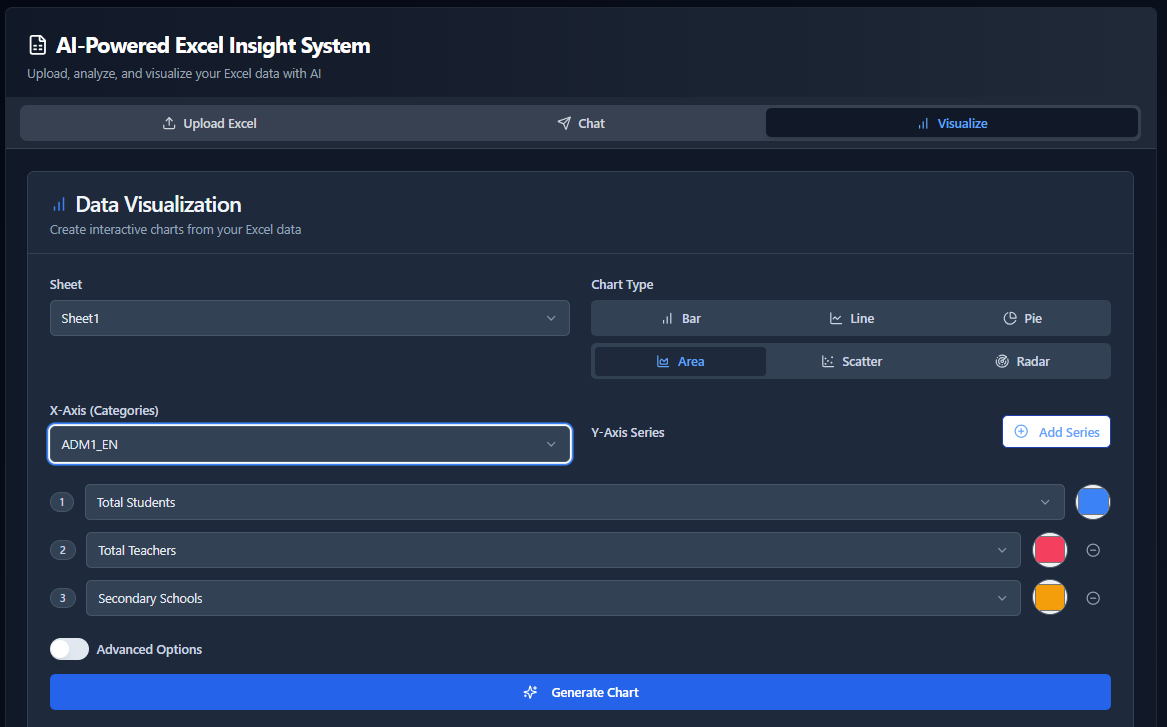 AI-Powered Excel Insight System
Upload, analyze, and visualize your Excel data with AI
Upload Excel
Chat
Visualize
Data Visualization
Create interactive charts from your Excel data
Sheet
Sheet1
Chart Type
Bar
Line
Pie
Area
Scatter
Radar
X-Axis (Categories)
ADM1_EN
Y-Axis Series
Add Series
1
Total Students
2
Total Teachers
3
Secondary Schools
Advanced Options
Generate Chart